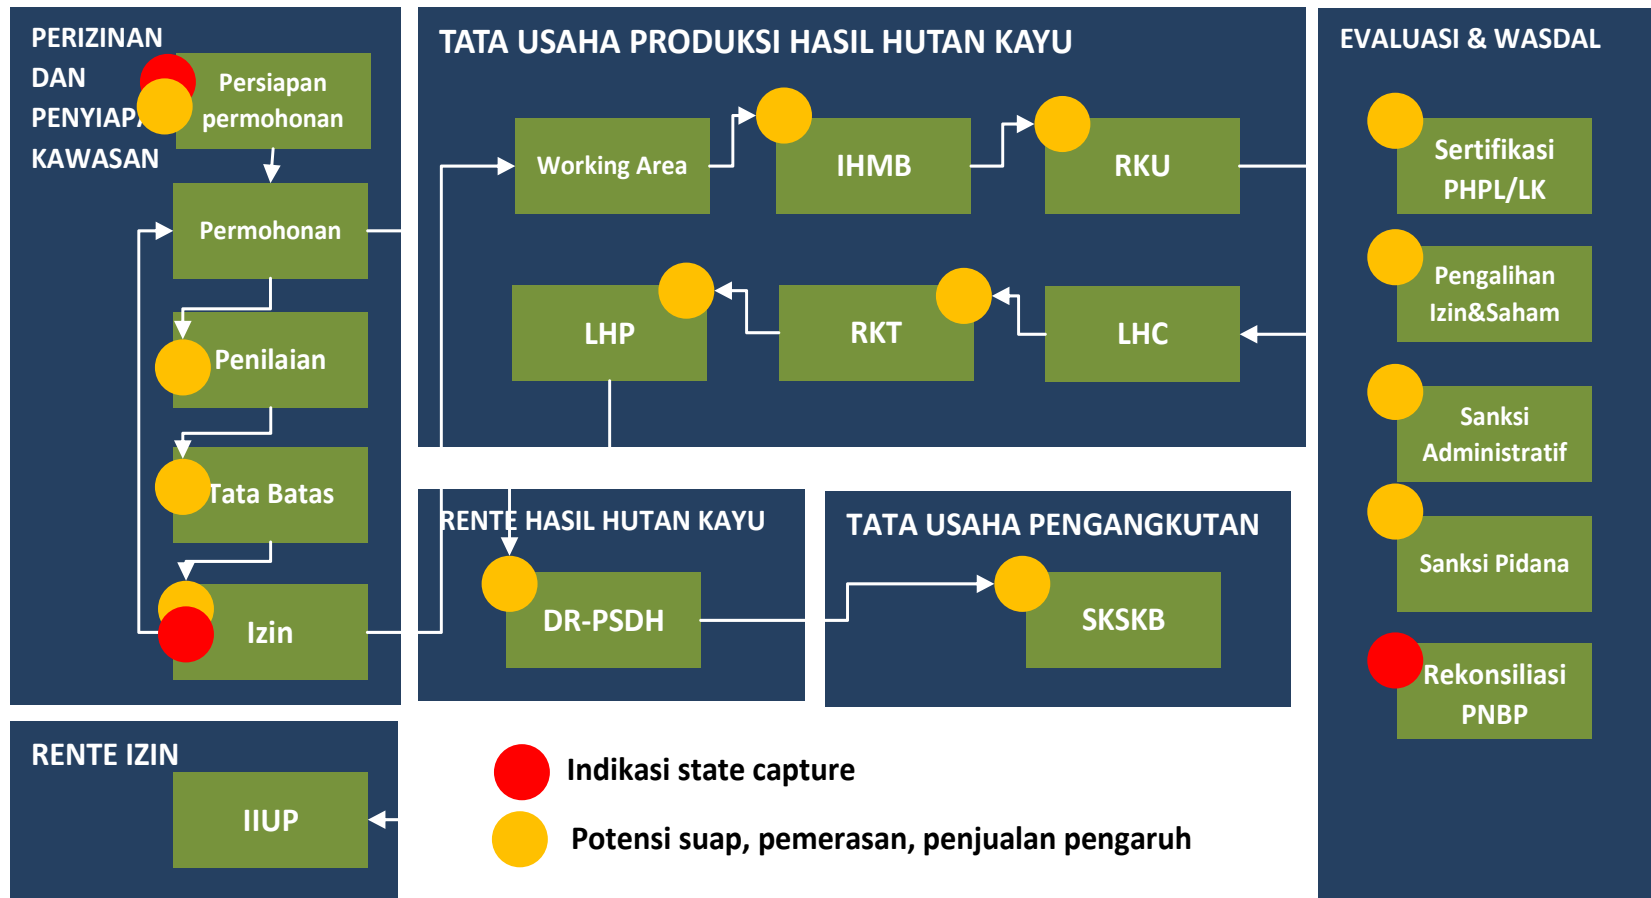 PERIZINAN
DAN
PENYIAPA
KAWASAN
Persiapan
permohonan
Permohonan
Penilaian
Tata Batas
Izin
RENTE IZIN
IIUP
TATA USAHA PRODUKSI HASIL HUTAN KAYU
Working Area
IHMB
RKU
LHP
RKT
LHC
RENTE HASIL HUTAN KAYU
DR-PSDH
TATA USAHA PENGANGKUTAN
SKSKB
Indikasi state capture
Potensi suap, pemerasan, penjualan pengaruh
EVALUASI & WASDAL
Sertifikasi
PHPL/LK
Pengalihan
Izin&Saham
Sanksi
Administratif
Sanksi Pidana
Rekonsiliasi
PNBP